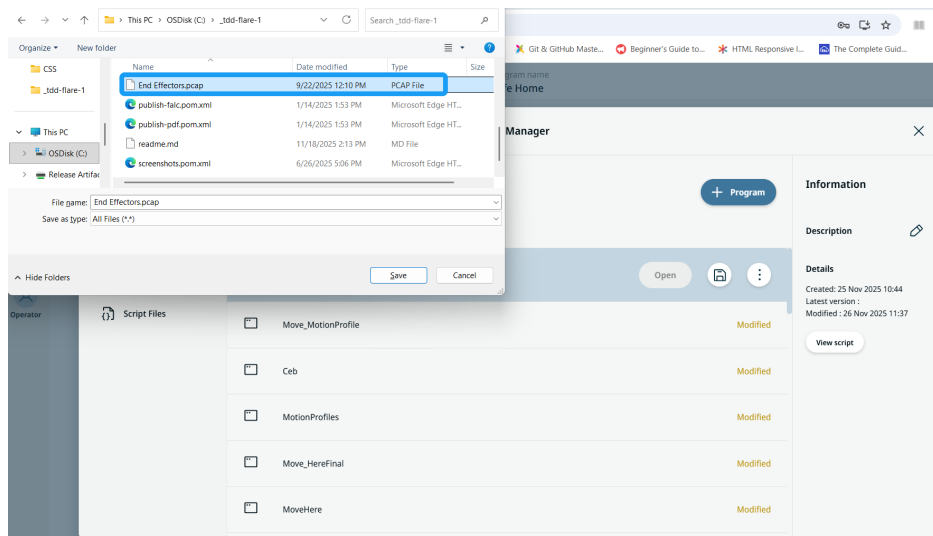 This PC > OSDisk (C:) > _tdd-flare-1
Search _tdd-flare-1
Organize
New folder
CSS
_tdd-flare-1
This PC
OSDisk (C:)
Release Artifac
Name Date modified Type Size
End Effectors.pcap 9/22/2025 12:10 PM PCAP File
publish-falc.pom.xml 1/14/2025 1:53 PM Microsoft Edge HT...
publish-pdf.pom.xml 1/14/2025 1:53 PM Microsoft Edge HT...
readme.md 11/18/2025 2:13 PM MD File
screenshots.pom.xml 6/26/2025 5:06 PM Microsoft Edge HT...
File name: End Effectors.pcap
Save as type: All Files (*.*)
Hide Folders
Save
Cancel
Git & GitHub Maste...
Beginner's Guide to...
HTML Responsive I...
The Complete Guid...
gram name
e Home
Manager
+ Program
Open
Operator
Script Files
Move_MotionProfile Modified
Ceb Modified
MotionProfiles Modified
Move_HereFinal Modified
MoveHere Modified
Information
Description
Details
Created: 25 Nov 2025 10:44
Latest version :
Modified : 26 Nov 2025 11:37
View script